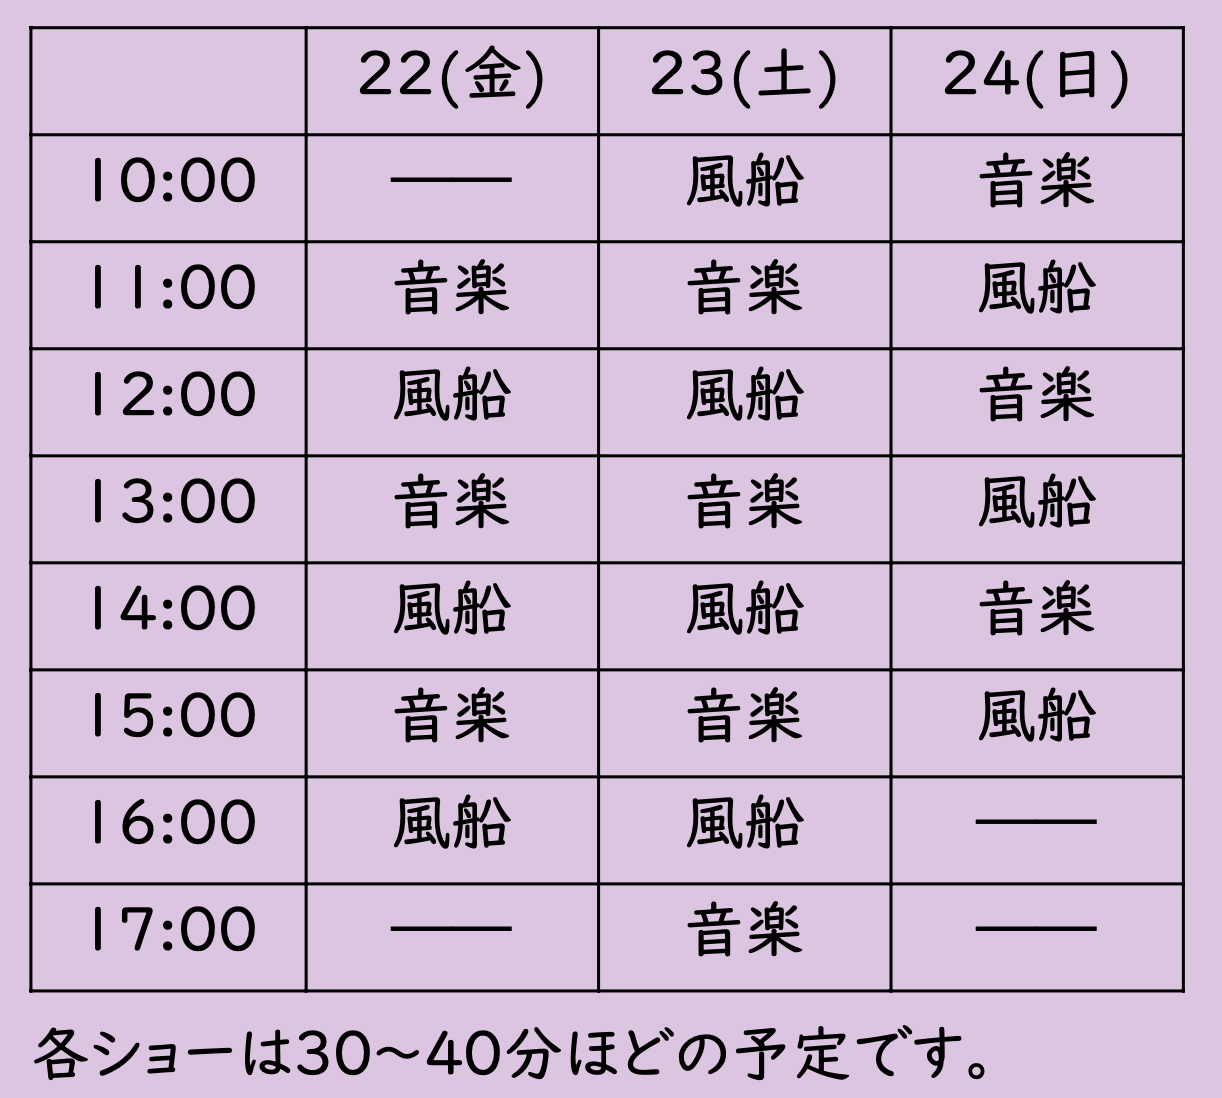 22(金) 23(土) 24(日)
10:00 ―― 風船 音楽
11:00 音楽 音楽 風船
12:00 風船 風船 音楽
13:00 音楽 音楽 風船
14:00 風船 風船 音楽
15:00 音楽 音楽 風船
16:00 風船 風船 ――
17:00 ―― 音楽 ――
各ショーは30～40分ほどの予定です。